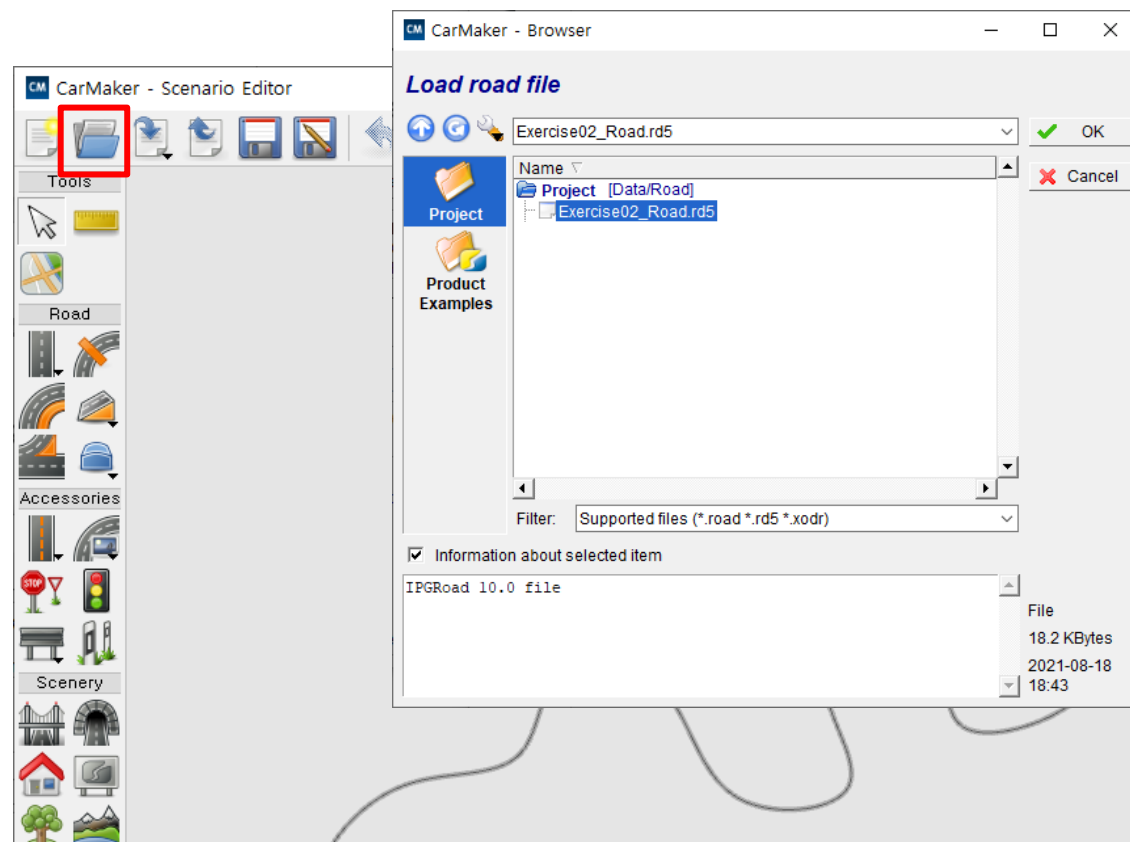 CM CarMaker - Browser
Load road file
Exercise02_Road.rd5
OK
Cancel
Project
Product
Examples
Name
Project [Data/Road]
Exercise02_Road.rd5
Filter: Supported files (*.road *.rd5 *.xodr)
Information about selected item
IPGRoad 10.0 file
File
18.2 KBytes
2021-08-18
18:43
CM CarMaker - Scenario Editor
Tools
Road
Accessories
STOP
Scenery